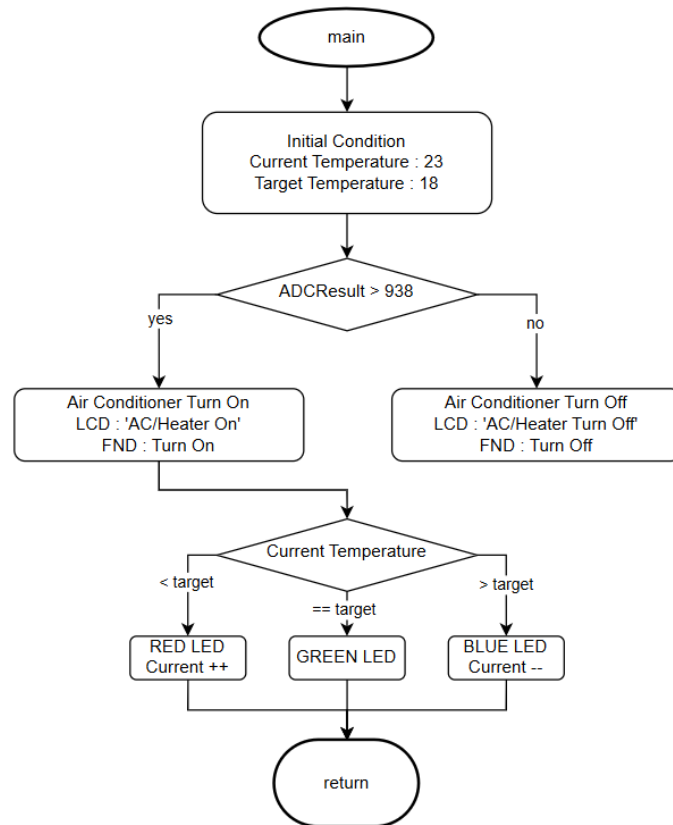 main
Initial Condition
Current Temperature : 23
Target Temperature : 18
ADCResult > 938
yes
no
Air Conditioner Turn On
LCD : 'AC/Heater On'
FND : Turn On
Air Conditioner Turn Off
LCD : 'AC/Heater Turn Off'
FND : Turn Off
Current Temperature
< target
== target
> target
RED LED
Current ++
GREEN LED
BLUE LED
Current --
return